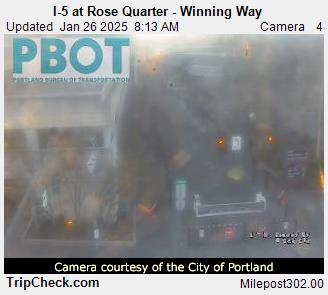 I-5 at Rose Quarter - Winning Way
Updated Jan 26 2025 8:13 AM Camera 4
PBOT
PORTLAND BUREAU OF TRANSPORTATION
Camera courtesy of the City of Portland
TripCheck.com Milepost302.00